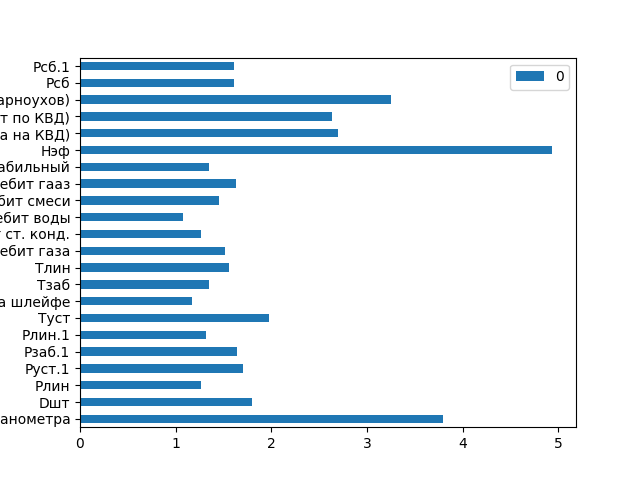 Рсб.1
Рсб
арноухов)
т по КВД)
а на КВД)
Нэф
абильный
ебит гааз
бит смеси
ебит воды
т ст. конд.
ебит газа
Тлин
Тзаб
а шлейфе
Туст
Рлин.1
Рзаб.1
Руст.1
Рлин
Dшт
анометра
0
0 1 2 3 4 5